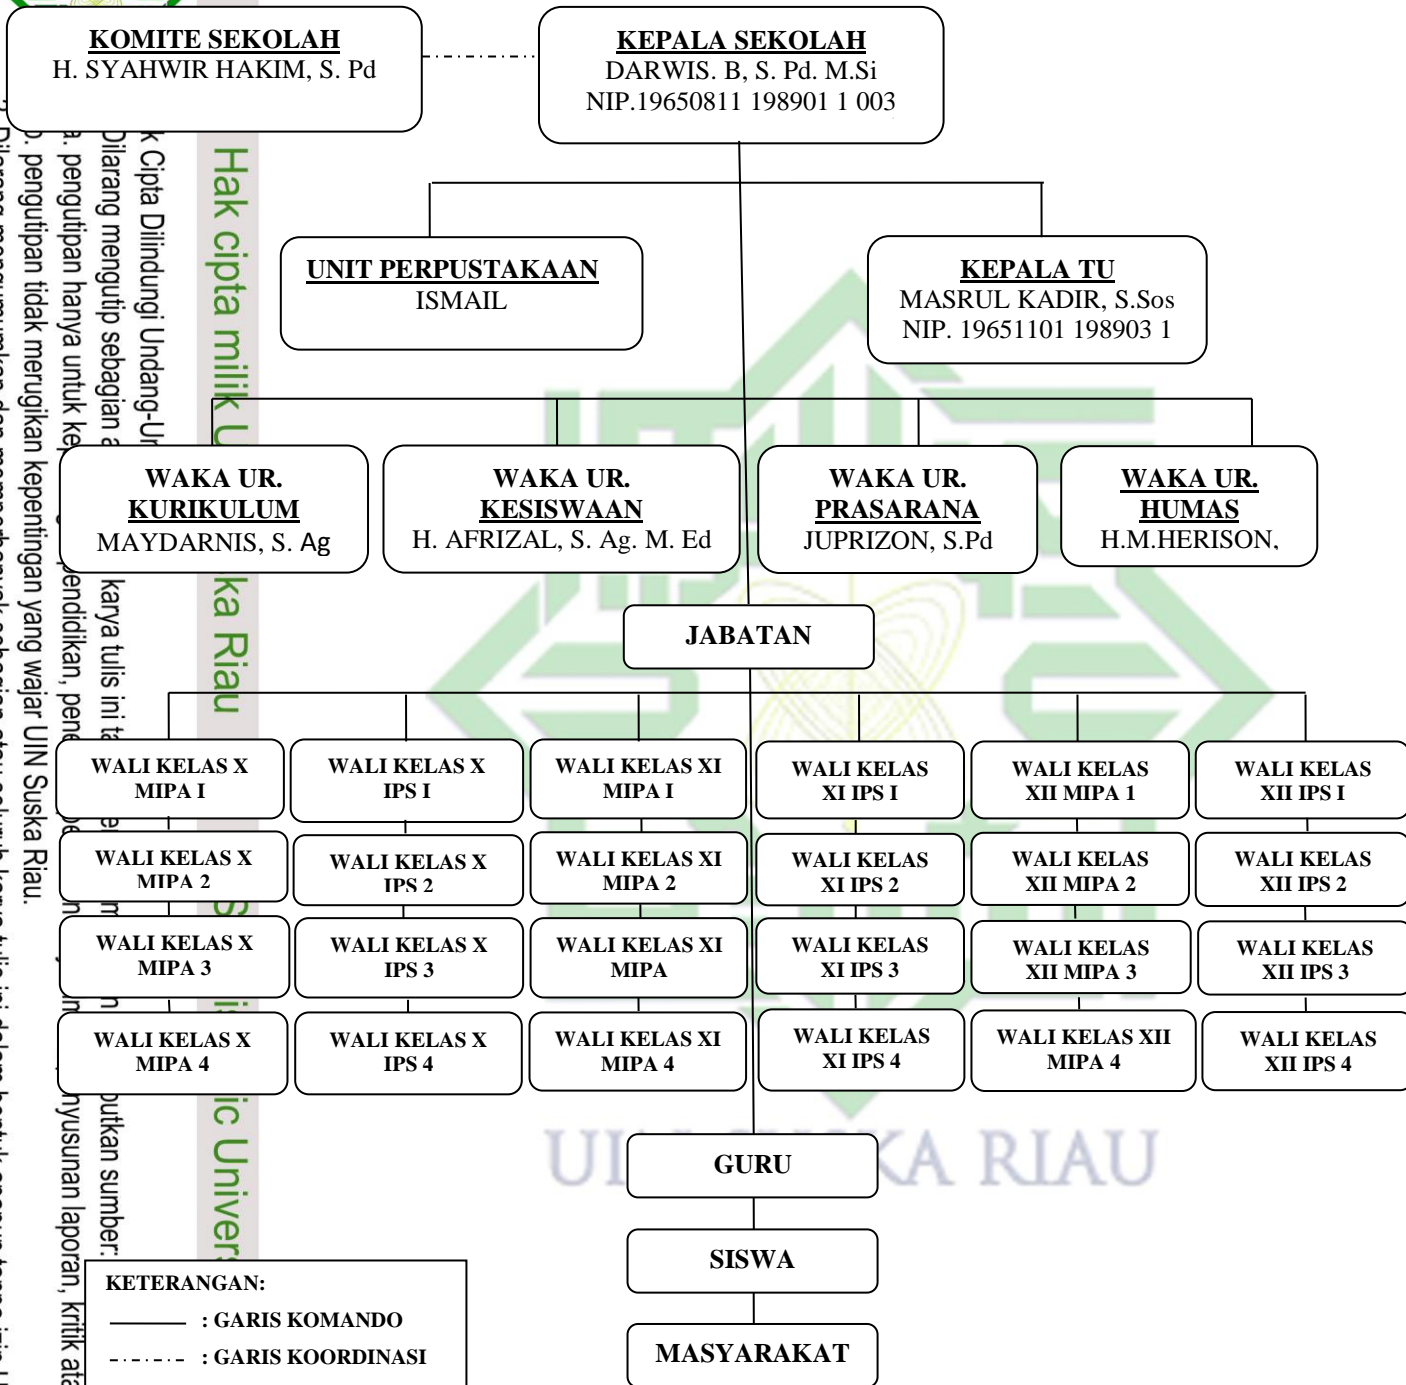 KOMITE SEKOLAH
H. SYAHWIR HAKIM, S. Pd
KEPALA SEKOLAH
DARWIS. B, S. Pd. M.Si
NIP.19650811 198901 1 003
UNIT PERPUSTAKAAN
ISMAIL
KEPALA TU
MASRUL KADIR, S.Sos
NIP. 19651101 198903 1
WAKA UR.
KURIKULUM
MAYDARNIS, S. Ag
WAKA UR.
KESISWAAN
H. AFRIZAL, S. Ag. M. Ed
WAKA UR.
PRASARANA
JUPRIZON, S.Pd
WAKA UR.
HUMAS
H.M.HERISON,
JABATAN
WALI KELAS X
MIPA I
WALI KELAS X
IPS I
WALI KELAS XI
MIPA I
WALI KELAS
XI IPS I
WALI KELAS
XII MIPA 1
WALI KELAS
XII IPS I
WALI KELAS X
MIPA 2
WALI KELAS X
IPS 2
WALI KELAS XI
MIPA 2
WALI KELAS
XI IPS 2
WALI KELAS
XII MIPA 2
WALI KELAS
XII IPS 2
WALI KELAS X
MIPA 3
WALI KELAS X
IPS 3
WALI KELAS XI
MIPA
WALI KELAS
XI IPS 3
WALI KELAS
XII MIPA 3
WALI KELAS
XII IPS 3
WALI KELAS X
MIPA 4
WALI KELAS X
IPS 4
WALI KELAS XI
MIPA 4
WALI KELAS
XI IPS 4
WALI KELAS XII
MIPA 4
WALI KELAS
XII IPS 4
GURU
SISWA
MASYARAKAT
KETERANGAN:
: GARIS KOMANDO
: GARIS KOORDINASI
UIN SUSKA RIAU
Hak cipta milik U ka Riau
Cipta Dilindungi Undang-
Dilarang mengutip sebagian karya tulis ini sumber:
a. pengutipan hanya untuk pendidikan, penyusunan laporan, kritik
b. pengutipan tidak merugikan kepentingan yang wajar UIN Suska Riau.